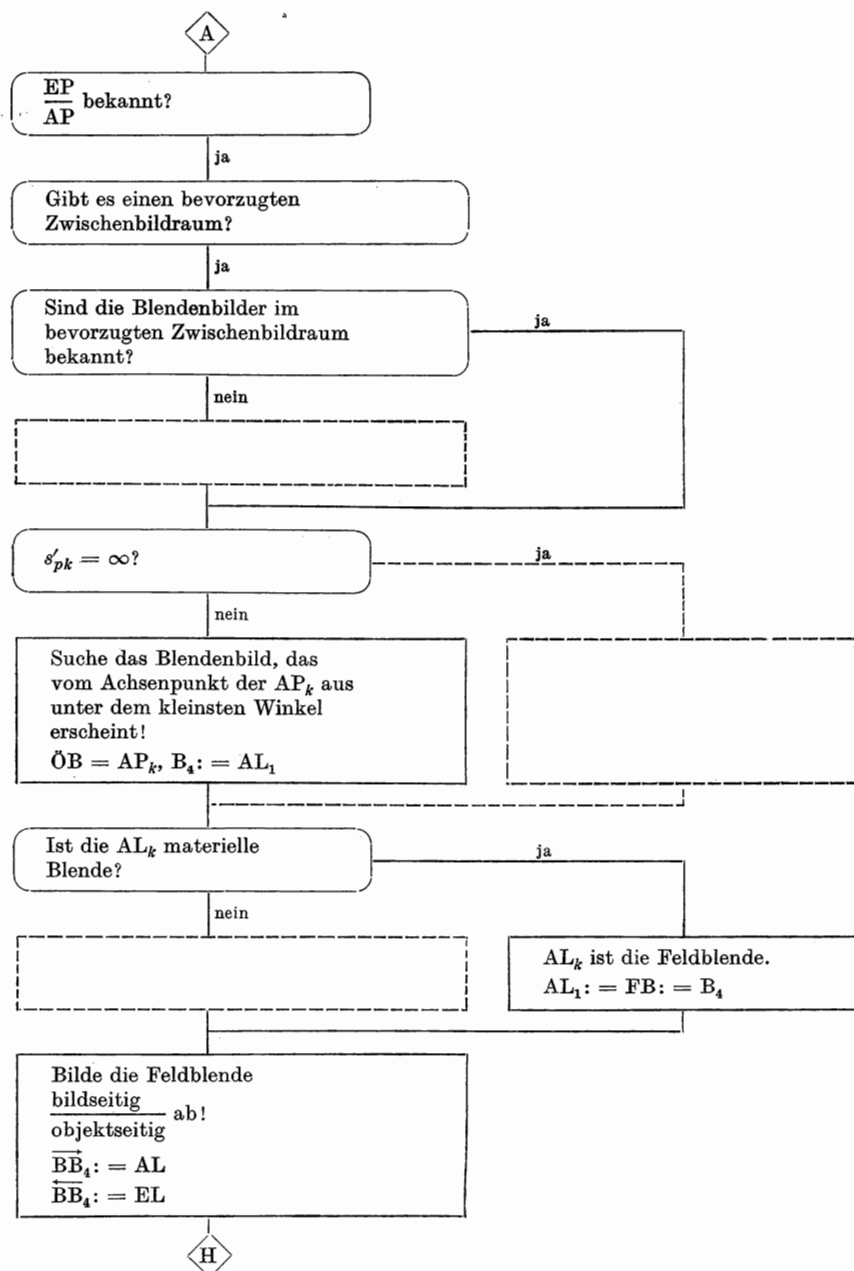 A
EP
AP bekannt?
ja
Gibt es einen bevorzugten
Zwischenbildraum?
ja
Sind die Blendenbilder im
bevorzugten Zwischenbildraum
bekannt?
ja
nein
s′pk = ∞?
ja
nein
Suche das Blendenbild, das
vom Achsenpunkt der APk aus
unter dem kleinsten Winkel
erscheint!
ÖB = APk, B4: = AL1
Ist die ALk materielle
Blende?
ja
nein
ALk ist die Feldblende.
AL1: = FB: = B4
Bilde die Feldblende
bildseitig
objektseitig ab!
BB4: = AL
BB4: = EL
H